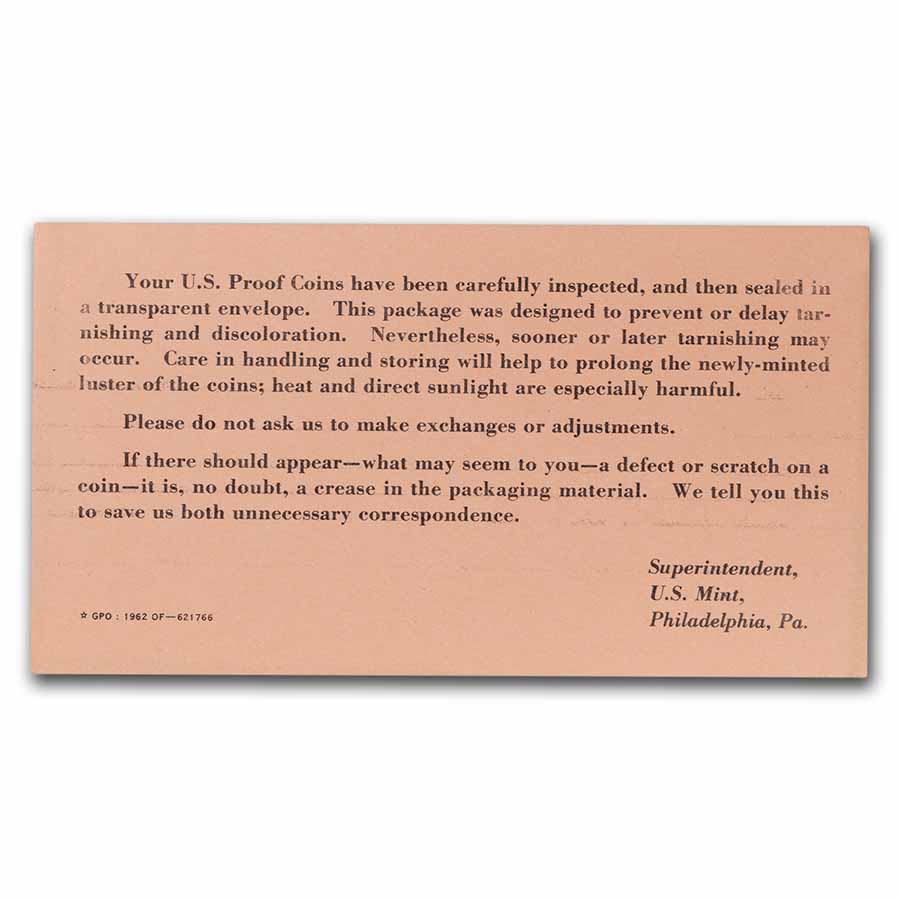 Your U.S. Proof Coins have been carefully inspected, and then sealed in
a transparent envelope. This package was designed to prevent or delay tar-
nishing and discoloration. Nevertheless, sooner or later tarnishing may
occur. Care in handling and storing will help to prolong the newly-minted
luster of the coins; heat and direct sunlight are especially harmful.
Please do not ask us to make exchanges or adjustments.
If there should appear—what may seem to you—a defect or scratch on a
coin—it is, no doubt, a crease in the packaging material. We tell you this
to save us both unnecessary correspondence.
Superintendent,
U.S. Mint,
Philadelphia, Pa.
☆ GPO : 1962 OF—621766